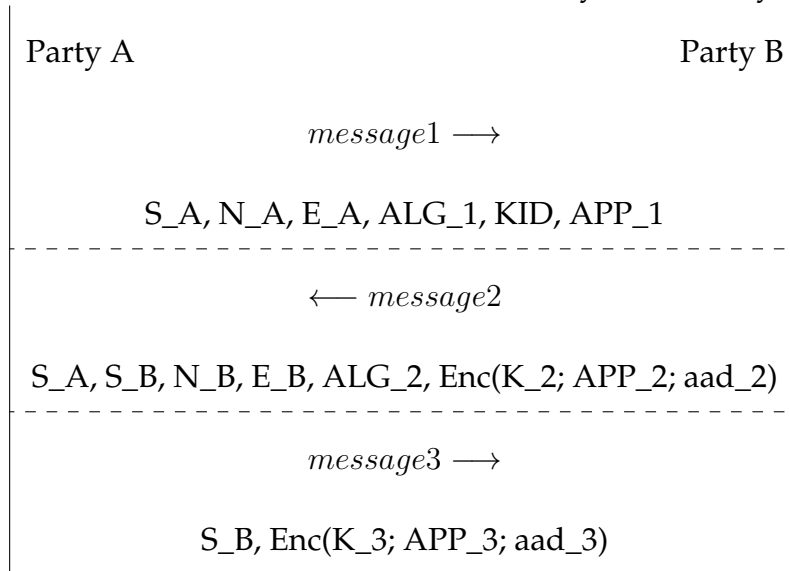 Party A Party B
message1 ⟶
S_A, N_A, E_A, ALG_1, KID, APP_1
⟵ message2
S_A, S_B, N_B, E_B, ALG_2, Enc(K_2; APP_2; aad_2)
message3 ⟶
S_B, Enc(K_3; APP_3; aad_3)